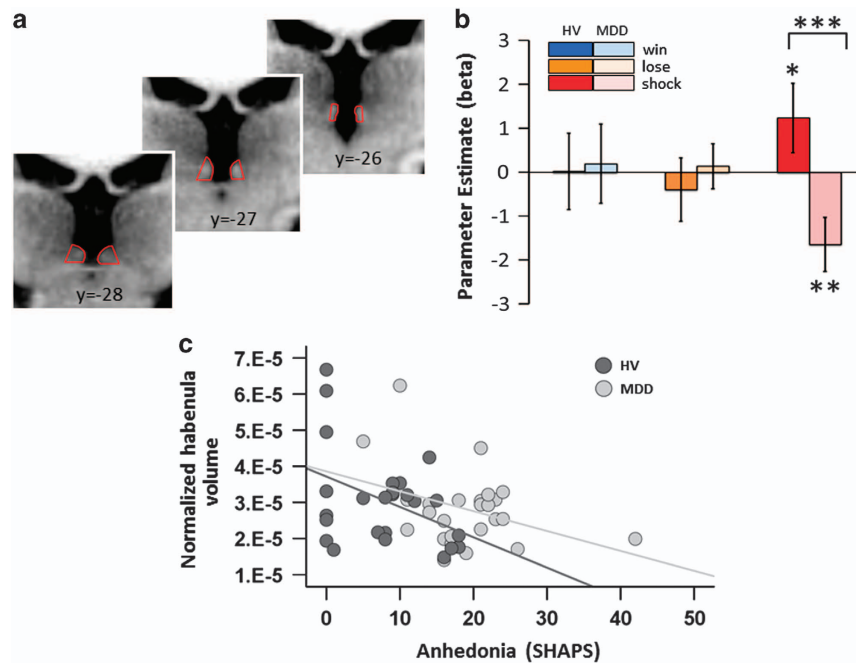 a
y=-26
y=-27
y=-28
b
Parameter Estimate (beta)
3
2
1
0
-1
-2
-3
HV MDD
win
lose
shock
***
*
**
c
Normalized habenula
volume
7.E-5
6.E-5
5.E-5
4.E-5
3.E-5
2.E-5
1.E-5
HV
MDD
0 10 20 30 40 50
Anhedonia (SHAPS)